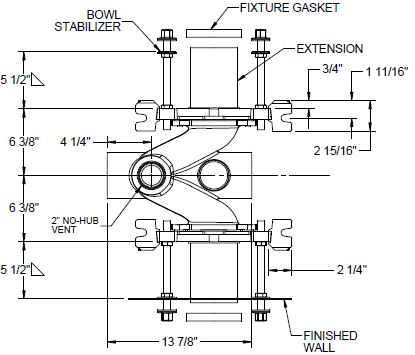 BOWL
STABILIZER
FIXTURE GASKET
EXTENSION
3/4"
1 11/16"
5 1/2"
6 3/8"
4 1/4"
2 15/16"
6 3/8"
2" NO-HUB
VENT
5 1/2"
2 1/4"
13 7/8"
FINISHED
WALL